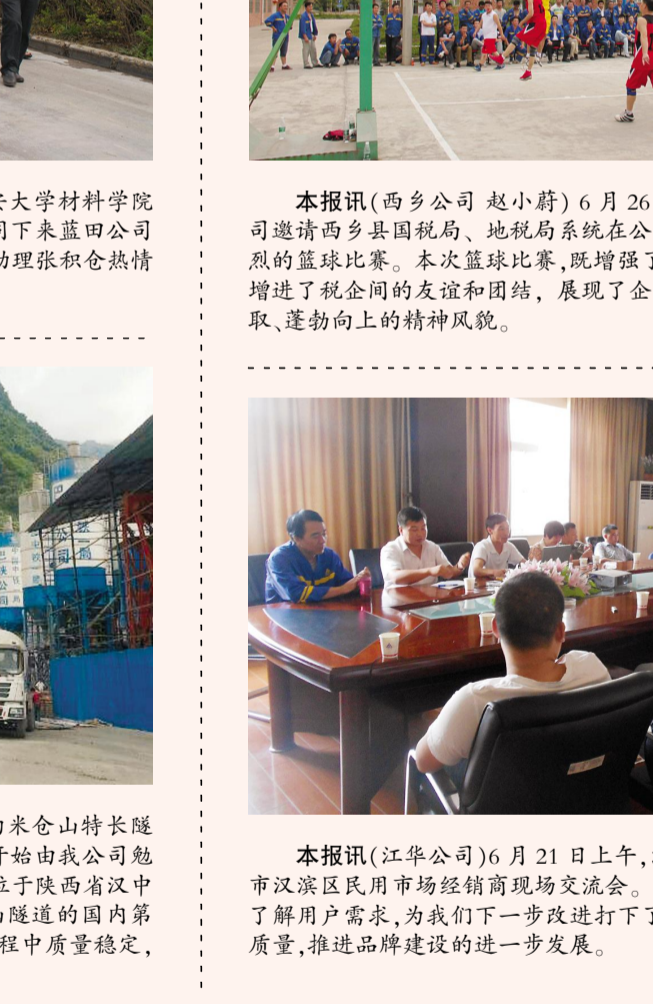 安大学材料学院
司下来蓝田公司
助理张积仓热情
为米仓山特长隧
开始由我公司勉
位于陕西省汉中
隧道的国内第
程中质量稳定，
本报讯(西乡公司 赵小蔚) 6 月 26
司邀请西乡县国税局、地税局系统在公
烈的篮球比赛。本次篮球比赛,既增强了
增进了税企间的友谊和团结，展现了企
取、蓬勃向上的精神风貌。
本报讯(江华公司)6 月 21 日上午,
市汉滨区民用市场经销商现场交流会。
了解用户需求,为我们下一步改进打下了
质量,推进品牌建设的进一步发展。